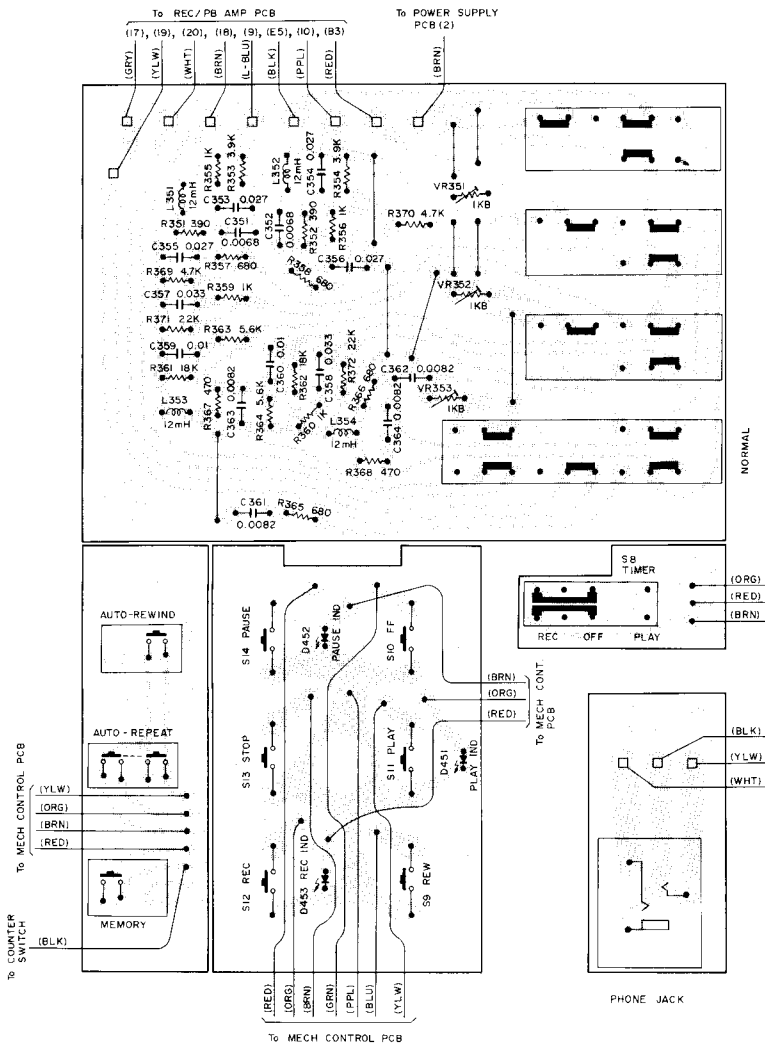 To REC/PB AMP PCB
To POWER SUPPLY
PCB (2)
(17), (19), (20), (18), (9), (E5), (10), (B3)
(GRY)
(YLW)
(WHT)
(BRN)
(L-BLU)
(BLK)
(PPL)
(RED)
(BRN)
R355 1K
R353 3.9K
L352
12mH
C354 0.027
R354 3.9K
L351
12mH
C353 0.027
VR351
1KB
R351 390
C351
0.0068
C352
0.0068
R352 390
R356 1K
R370 4.7K
C355 0.027
R357 680
R358 680
C356 0.027
R369 4.7K
C357 0.033
R359 1K
VR352
1KB
R371 22K
R363 5.6K
C359 0.01
C360 0.01
R362 18K
C358 0.033
R372 22K
C362 0.0082
R361 18K
R366 680
R367 470
C363 0.0082
R364 5.6K
R360 1K
C364 0.0082
VR353
1KB
L353
12mH
L354
12mH
R368 470
C361
0.0082
R365 680
NORMAL
S8
TIMER
REC OFF PLAY
(ORG)
(RED)
(BRN)
AUTO-REWIND
AUTO-REPEAT
MEMORY
To MECH CONTROL PCB
(YLW)
(ORG)
(BRN)
(RED)
To COUNTER
SWITCH
(BLK)
S14 PAUSE
D452
PAUSE IND
S10 FF
S13 STOP
S11 PLAY
D451
PLAY IND
S12 REC
D453 REC IND
S9 REW
(BRN)
(ORG)
(RED)
To MECH CONT
PCB
(RED)
(ORG)
(BRN)
(GRN)
(PPL)
(BLU)
(YLW)
To MECH CONTROL PCB
(BLK)
(YLW)
(WHT)
PHONE JACK